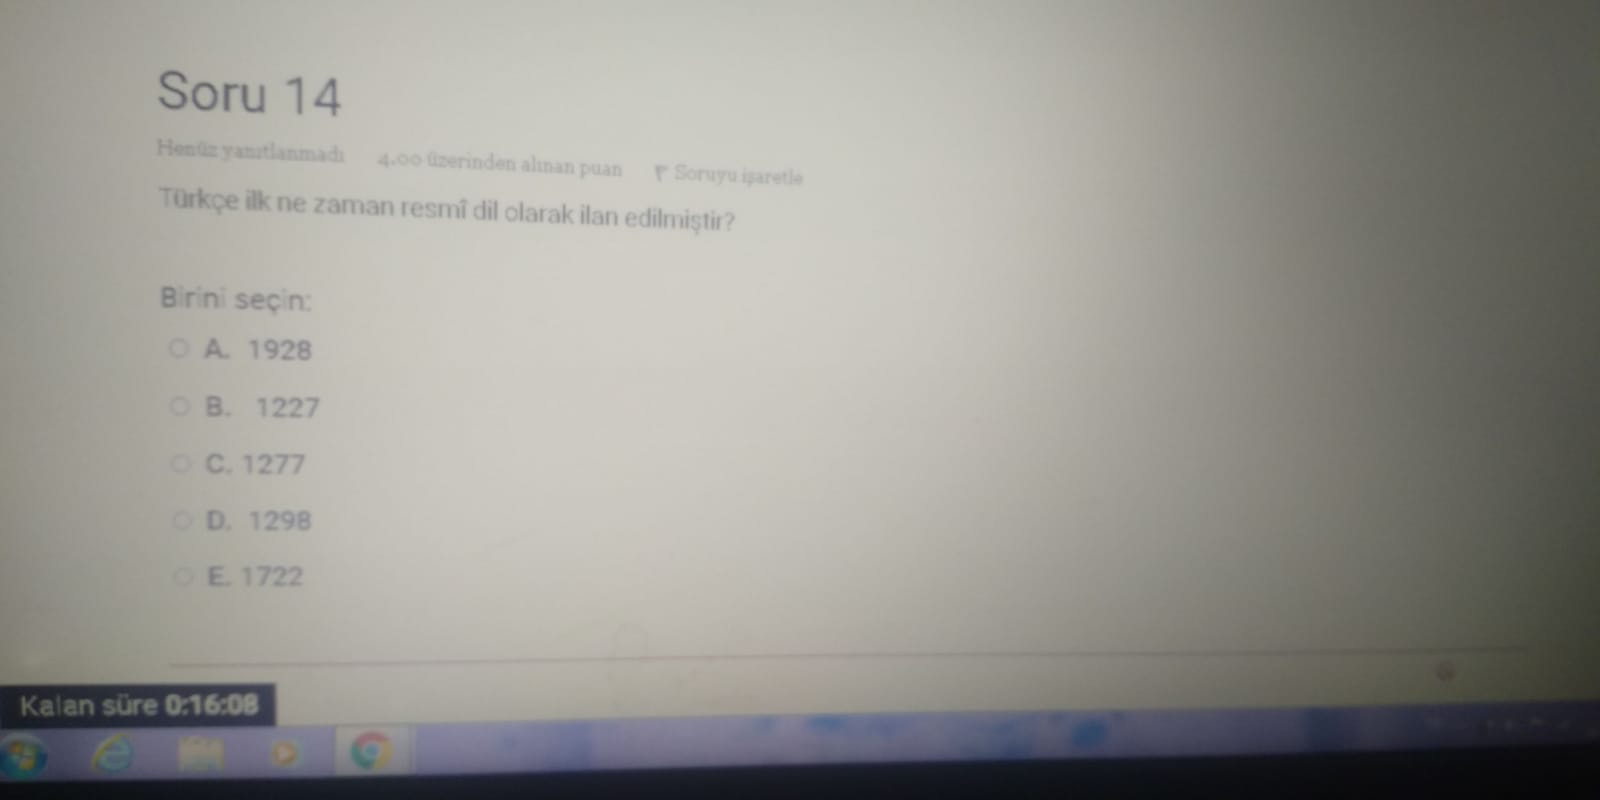 Soru 14
Henüz yanıtlanmadı 4,00 üzerinden alınan puan Soruyu işaretle
Türkçe ilk ne zaman resmî dil olarak ilan edilmiştir?
Birini seçin:
A. 1928
B. 1227
C. 1277
D. 1298
E. 1722
Kalan süre 0:16:08